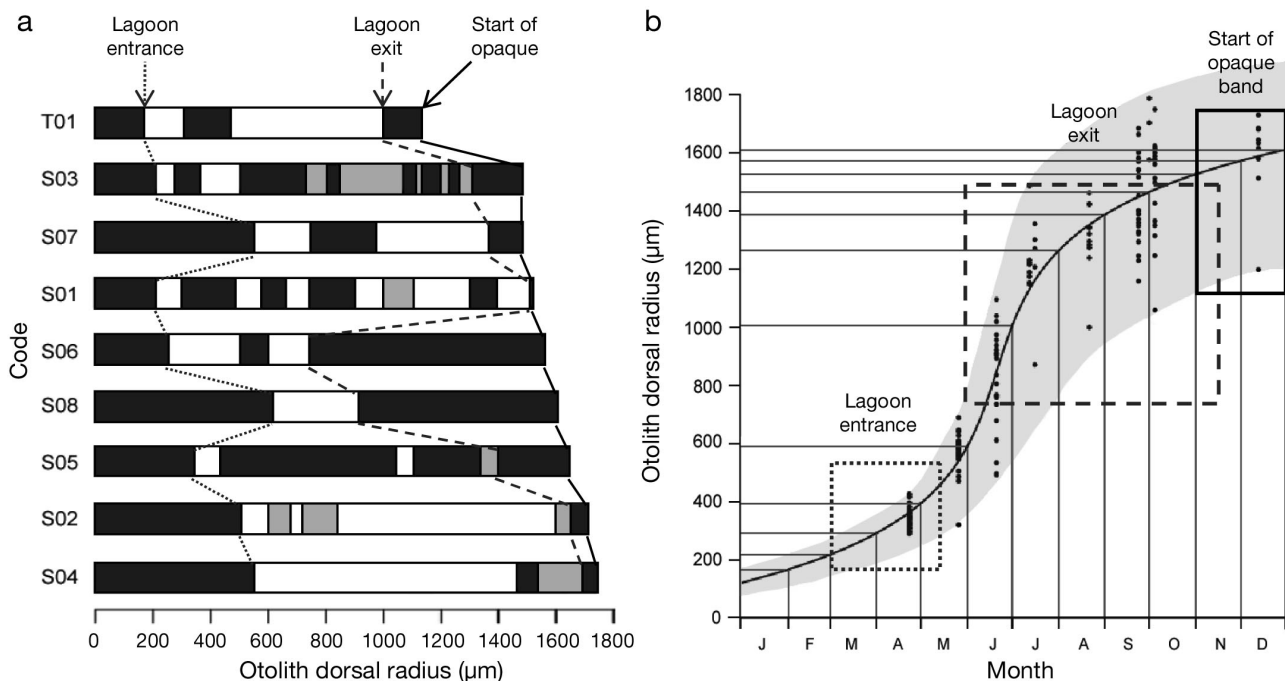 a
Lagoon
entrance
Lagoon
exit
Start of
opaque
Code
T01
S03
S07
S01
S06
S08
S05
S02
S04
0 200 400 600 800 1000 1200 1400 1600 1800
Otolith dorsal radius (µm)
b
Start of
opaque
band
Lagoon
exit
Lagoon
entrance
Otolith dorsal radius (µm)
1800
1600
1400
1200
1000
800
600
400
200
0
J F M A M J J A S O N D
Month